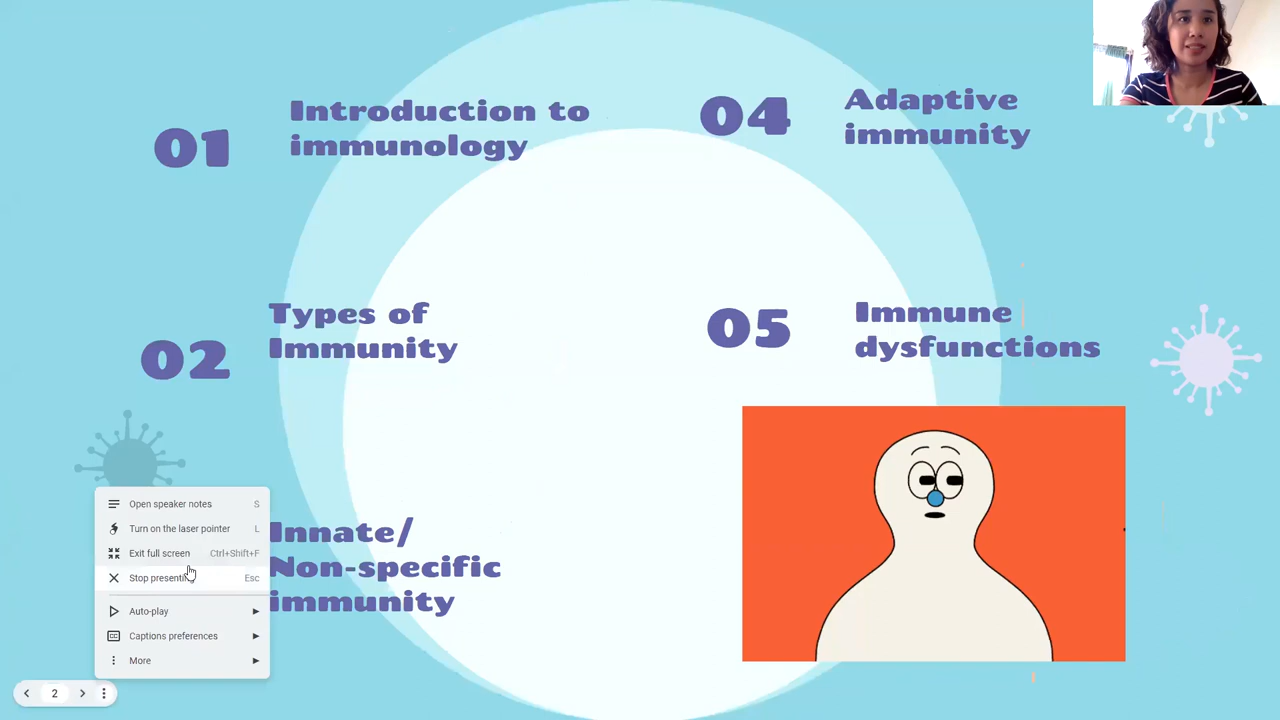 01
Introduction to
immunology
04
Adaptive
immunity
02
Types of
Immunity
05
Immune
dysfunctions
Innate/
Non-specific
immunity
Open speaker notes S
Turn on the laser pointer L
Exit full screen Ctrl+Shift+F
Stop Esc
Auto-play
CC Captions preferences
More
2